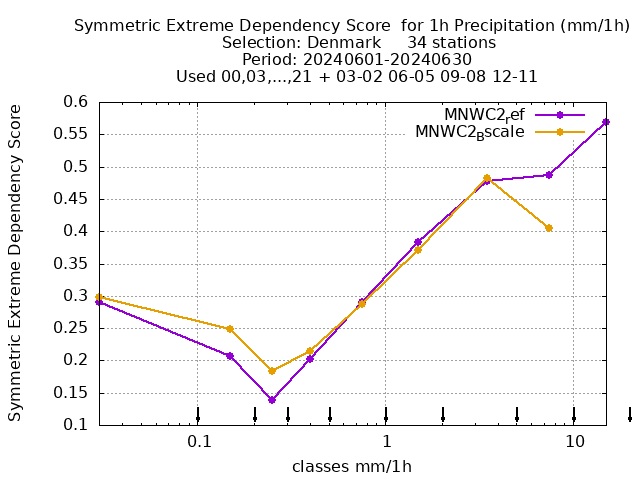 Symmetric Extreme Dependency Score  for 1h Precipitation (mm/1h)
Selection: Denmark     34 stations
Period: 20240601-20240630
Used 00,03,...,21 + 03-02 06-05 09-08 12-11
Symmetric Extreme Dependency Score
0.6
0.55
0.5
0.45
0.4
0.35
0.3
0.25
0.2
0.15
0.1
MNWC2ref
MNWC2Bscale
0.1
1
10
classes mm/1h